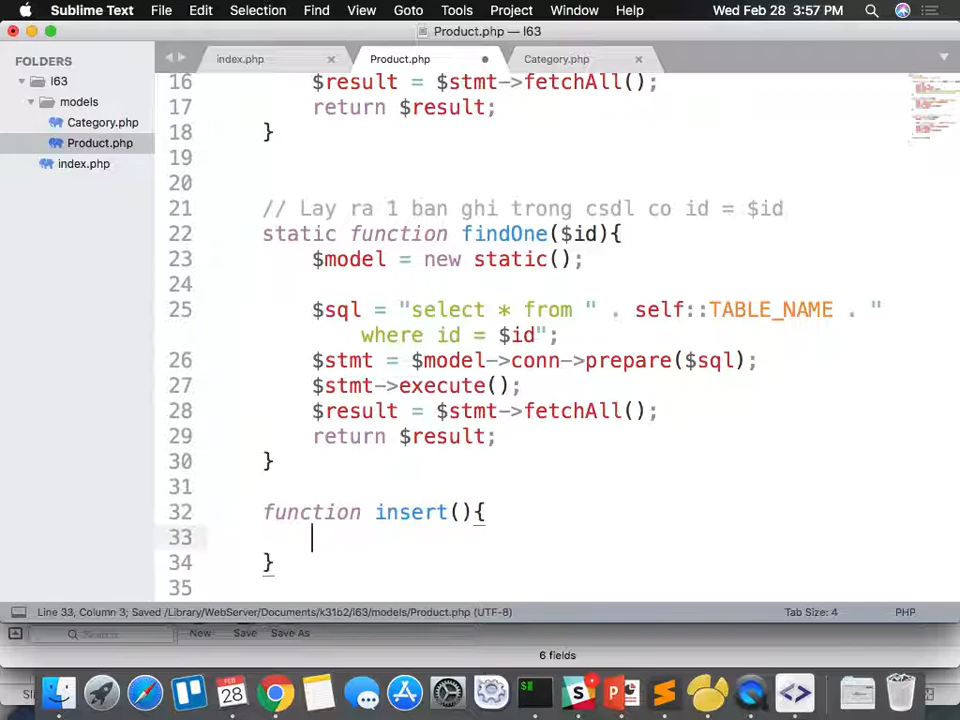 Sublime Text File Edit Selection Find View Goto Tools Project Window Help Wed Feb 28 3:57 PM
Product.php — l63
FOLDERS
l63
models
Category.php
Product.php
index.php
index.php Product.php Category.php
16 $result = $stmt->fetchAll();
17 return $result;
18 }
19
20
21 // Lay ra 1 ban ghi trong csdl co id = $id
22 static function findOne($id){
23 $model = new static();
24
25 $sql = "select * from " . self::TABLE_NAME . "
where id = $id";
26 $stmt = $model->conn->prepare($sql);
27 $stmt->execute();
28 $result = $stmt->fetchAll();
29 return $result;
30 }
31
32 function insert(){
33
34 }
35
Line 33, Column 3; Saved /Library/WebServer/Documents/k31b2/l63/models/Product.php (UTF-8) Tab Size: 4 PHP
Search New Save Save As
6 fields
FEB
28